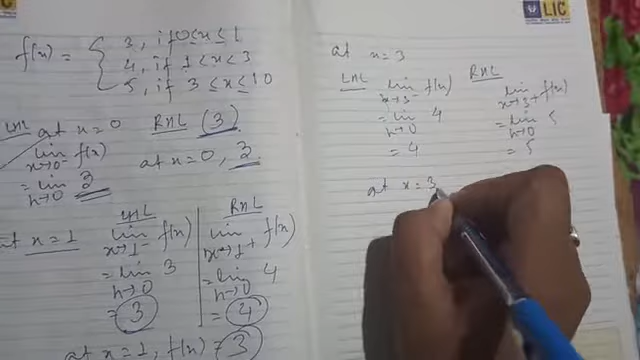 LIC
LIC
f(x) = { 3, if 0≤x≤1
4, if 1<x<3
5, if 3≤x≤10
LHL at x=0 RHL (3)
lim x→0⁻ f(x) at x=0, 3
= lim h→0 3
at x=1 LHL RHL
lim x→1⁻ f(x) lim x→1⁺ f(x)
= lim h→0 3 = lim h→0 4
= 3 = 4
at x=1, f(x) = 3
at x=3
LHL RHL
lim x→3⁻ f(x) lim x→3⁺ f(x)
= lim h→0 4 = lim h→0 5
= 4 = 5
at x=3